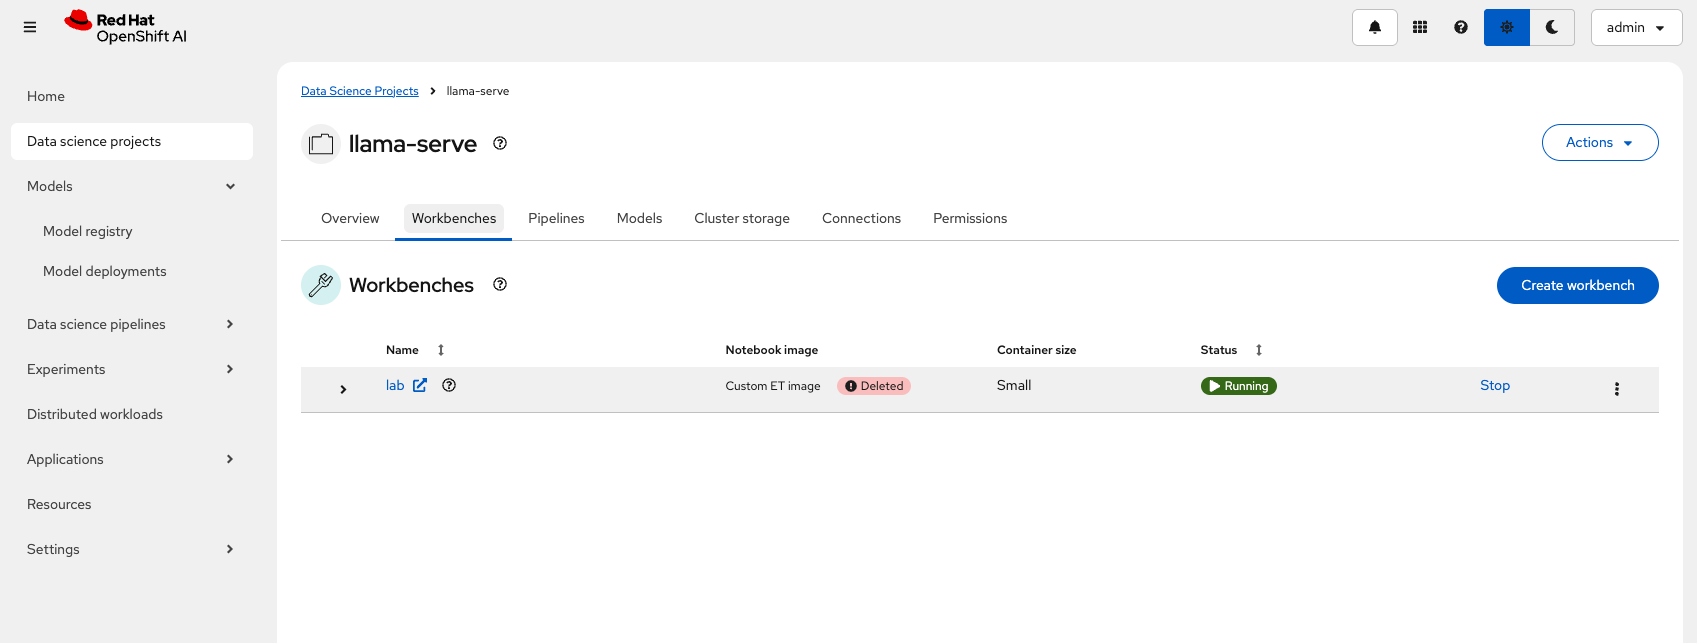 Red Hat
OpenShift AI
admin
Home
Data science projects
Models
Model registry
Model deployments
Data science pipelines
Experiments
Distributed workloads
Applications
Resources
Settings
Data Science Projects > llama-serve
llama-serve
Actions
Overview Workbenches Pipelines Models Cluster storage Connections Permissions
Workbenches
Create workbench
Name Notebook image Container size Status
lab Custom ET image Deleted Small Running Stop